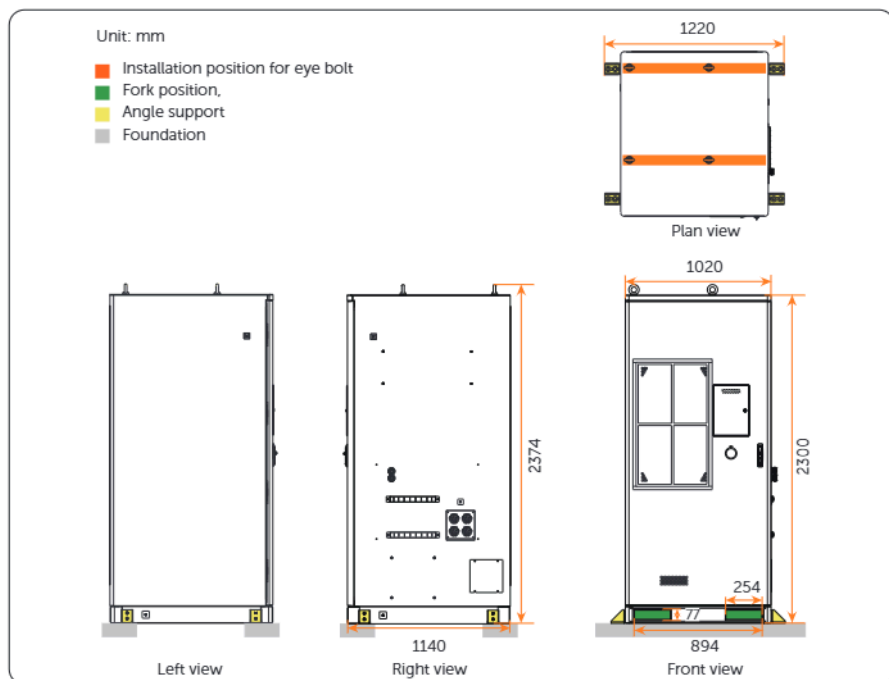 Unit: mm
Installation position for eye bolt
Fork position,
Angle support
Foundation
1220
Plan view
1020
2374
2300
254
77
1140
894
Left view
Right view
Front view